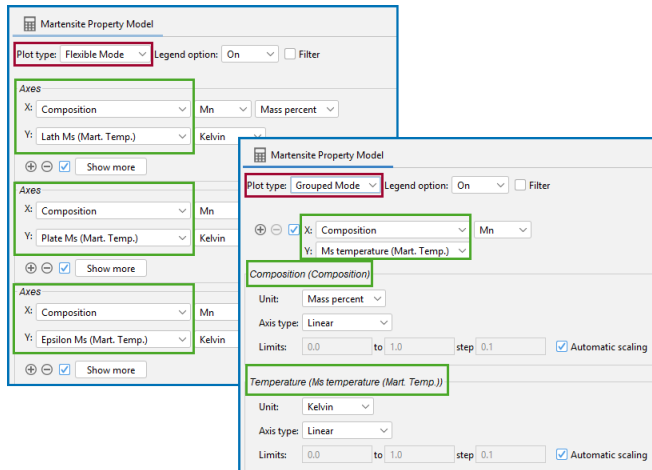 Martensite Property Model
Plot type: Flexible Mode Legend option: On Filter
Axes
X: Composition Mn Mass percent
Y: Lath Ms (Mart. Temp.) Kelvin
Show more
Axes
X: Composition Mn
Y: Plate Ms (Mart. Temp.) Kelvin
Show more
Axes
X: Composition Mn
Y: Epsilon Ms (Mart. Temp.) Kelvin
Show more
Martensite Property Model
Plot type: Grouped Mode Legend option: On Filter
X: Composition Mn
Y: Ms temperature (Mart. Temp.)
Composition (Composition)
Unit: Mass percent
Axis type: Linear
Limits: 0.0 to 1.0 step 0.1 Automatic scaling
Temperature (Ms temperature (Mart. Temp.))
Unit: Kelvin
Axis type: Linear
Limits: 0.0 to 1.0 step 0.1 Automatic scaling